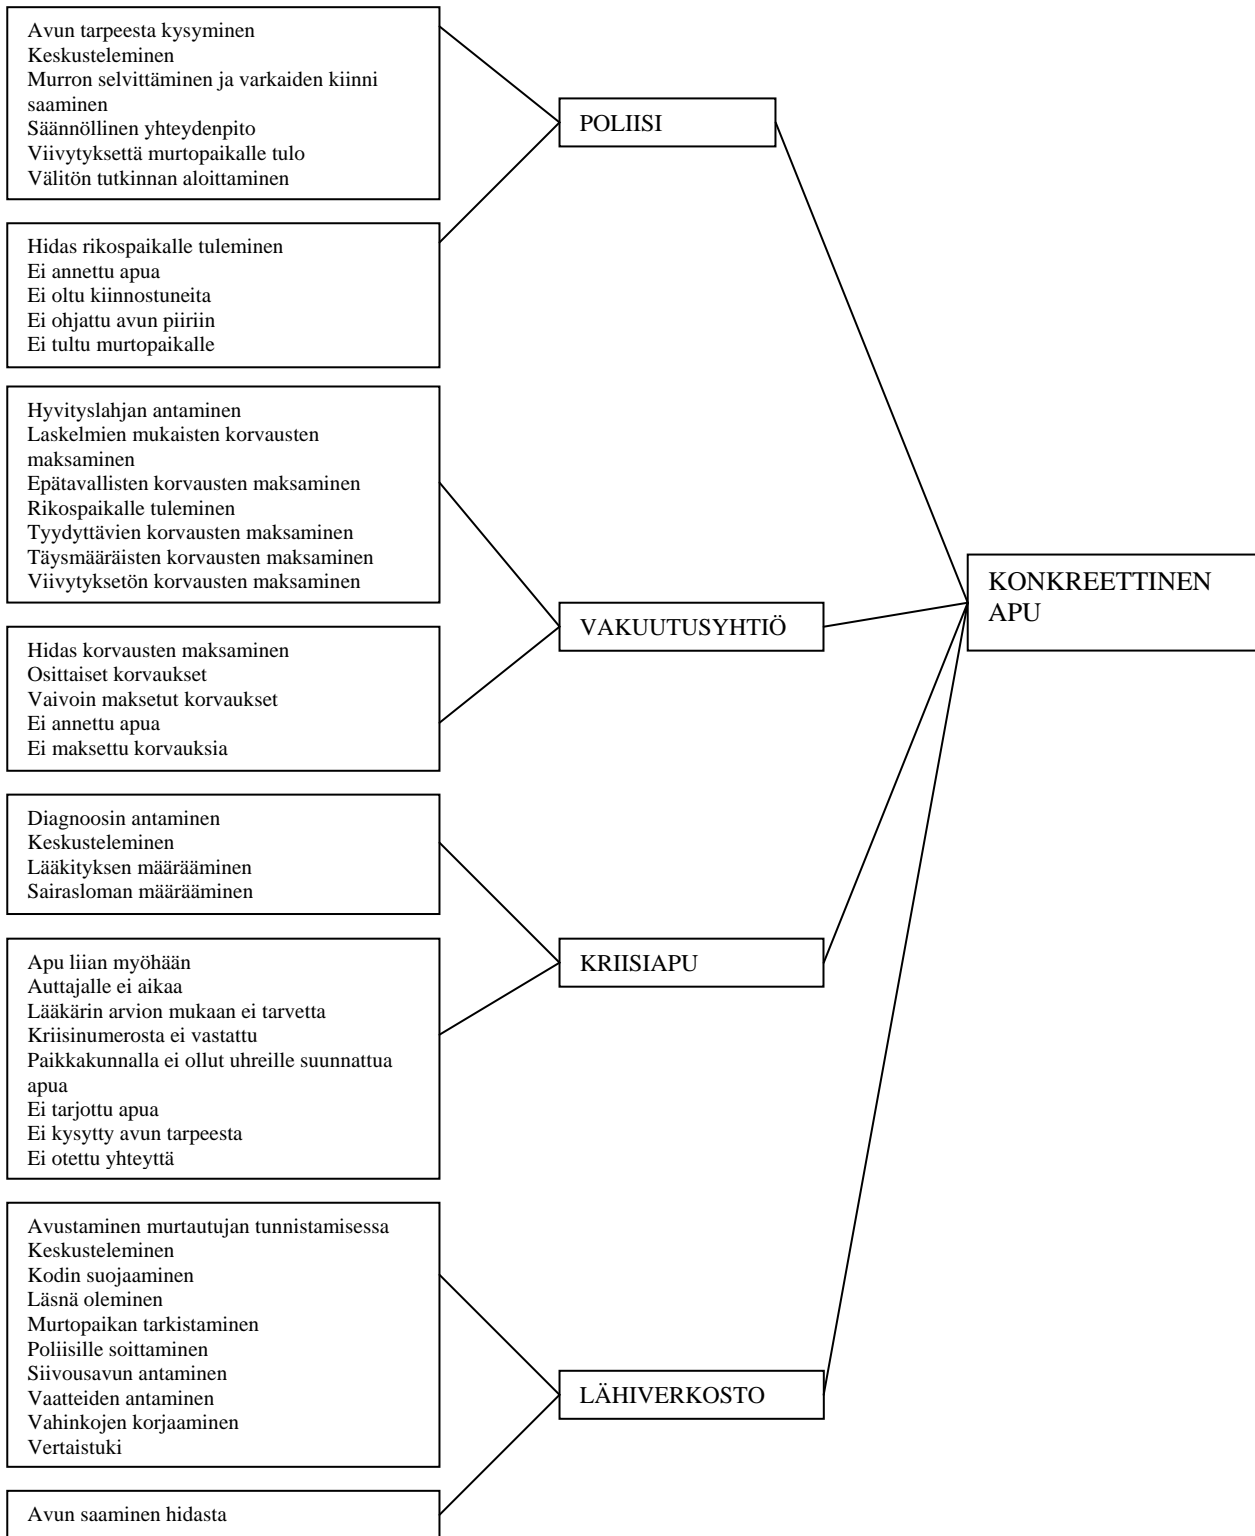 Avun tarpeesta kysyminen
Keskusteleminen
Murron selvittäminen ja varkaiden kiinni
saaminen
Säännöllinen yhteydenpito
Viivytyksettä murtopaikalle tulo
Välitön tutkinnan aloittaminen
POLIISI
Hidas rikospaikalle tuleminen
Ei annettu apua
Ei oltu kiinnostuneita
Ei ohjattu avun piiriin
Ei tultu murtopaikalle
Hyvityslahjan antaminen
Laskelmien mukaisten korvausten
maksaminen
Epätavallisten korvausten maksaminen
Rikospaikalle tuleminen
Tyydyttävien korvausten maksaminen
Täysmääräisten korvausten maksaminen
Viivytyksetön korvausten maksaminen
KONKREETTINEN
APU
VAKUUTUSYHTIÖ
Hidas korvausten maksaminen
Osittaiset korvaukset
Vaivoin maksetut korvaukset
Ei annettu apua
Ei maksettu korvauksia
Diagnoosin antaminen
Keskusteleminen
Lääkityksen määrääminen
Sairasloman määrääminen
KRIISIAPU
Apu liian myöhään
Auttajalle ei aikaa
Lääkärin arvion mukaan ei tarvetta
Kriisinumerosta ei vastattu
Paikkakunnalla ei ollut uhreille suunnattua
apua
Ei tarjottu apua
Ei kysytty avun tarpeesta
Ei otettu yhteyttä
Avustaminen murtautujan tunnistamisessa
Keskusteleminen
Kodin suojaaminen
Läsnä oleminen
Murtopaikan tarkistaminen
Poliisille soittaminen
Siivousavun antaminen
Vaatteiden antaminen
Vahinkojen korjaaminen
Vertaistuki
LÄHIVERKOSTO
Avun saaminen hidasta